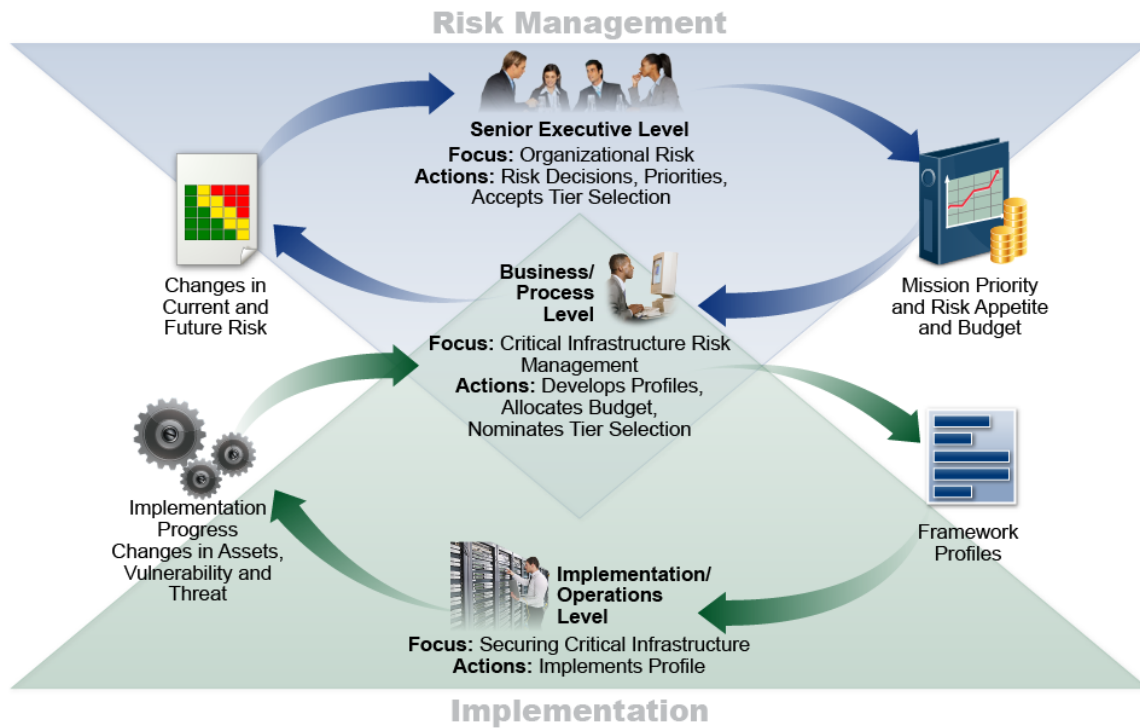 Risk Management
Senior Executive Level
Focus: Organizational Risk
Actions: Risk Decisions, Priorities,
Accepts Tier Selection
Changes in
Current and
Future Risk
Mission Priority
and Risk Appetite
and Budget
Business/
Process
Level
Focus: Critical Infrastructure Risk
Management
Actions: Develops Profiles,
Allocates Budget,
Nominates Tier Selection
Implementation
Progress
Changes in Assets,
Vulnerability and
Threat
Framework
Profiles
Implementation/
Operations
Level
Focus: Securing Critical Infrastructure
Actions: Implements Profile
Implementation